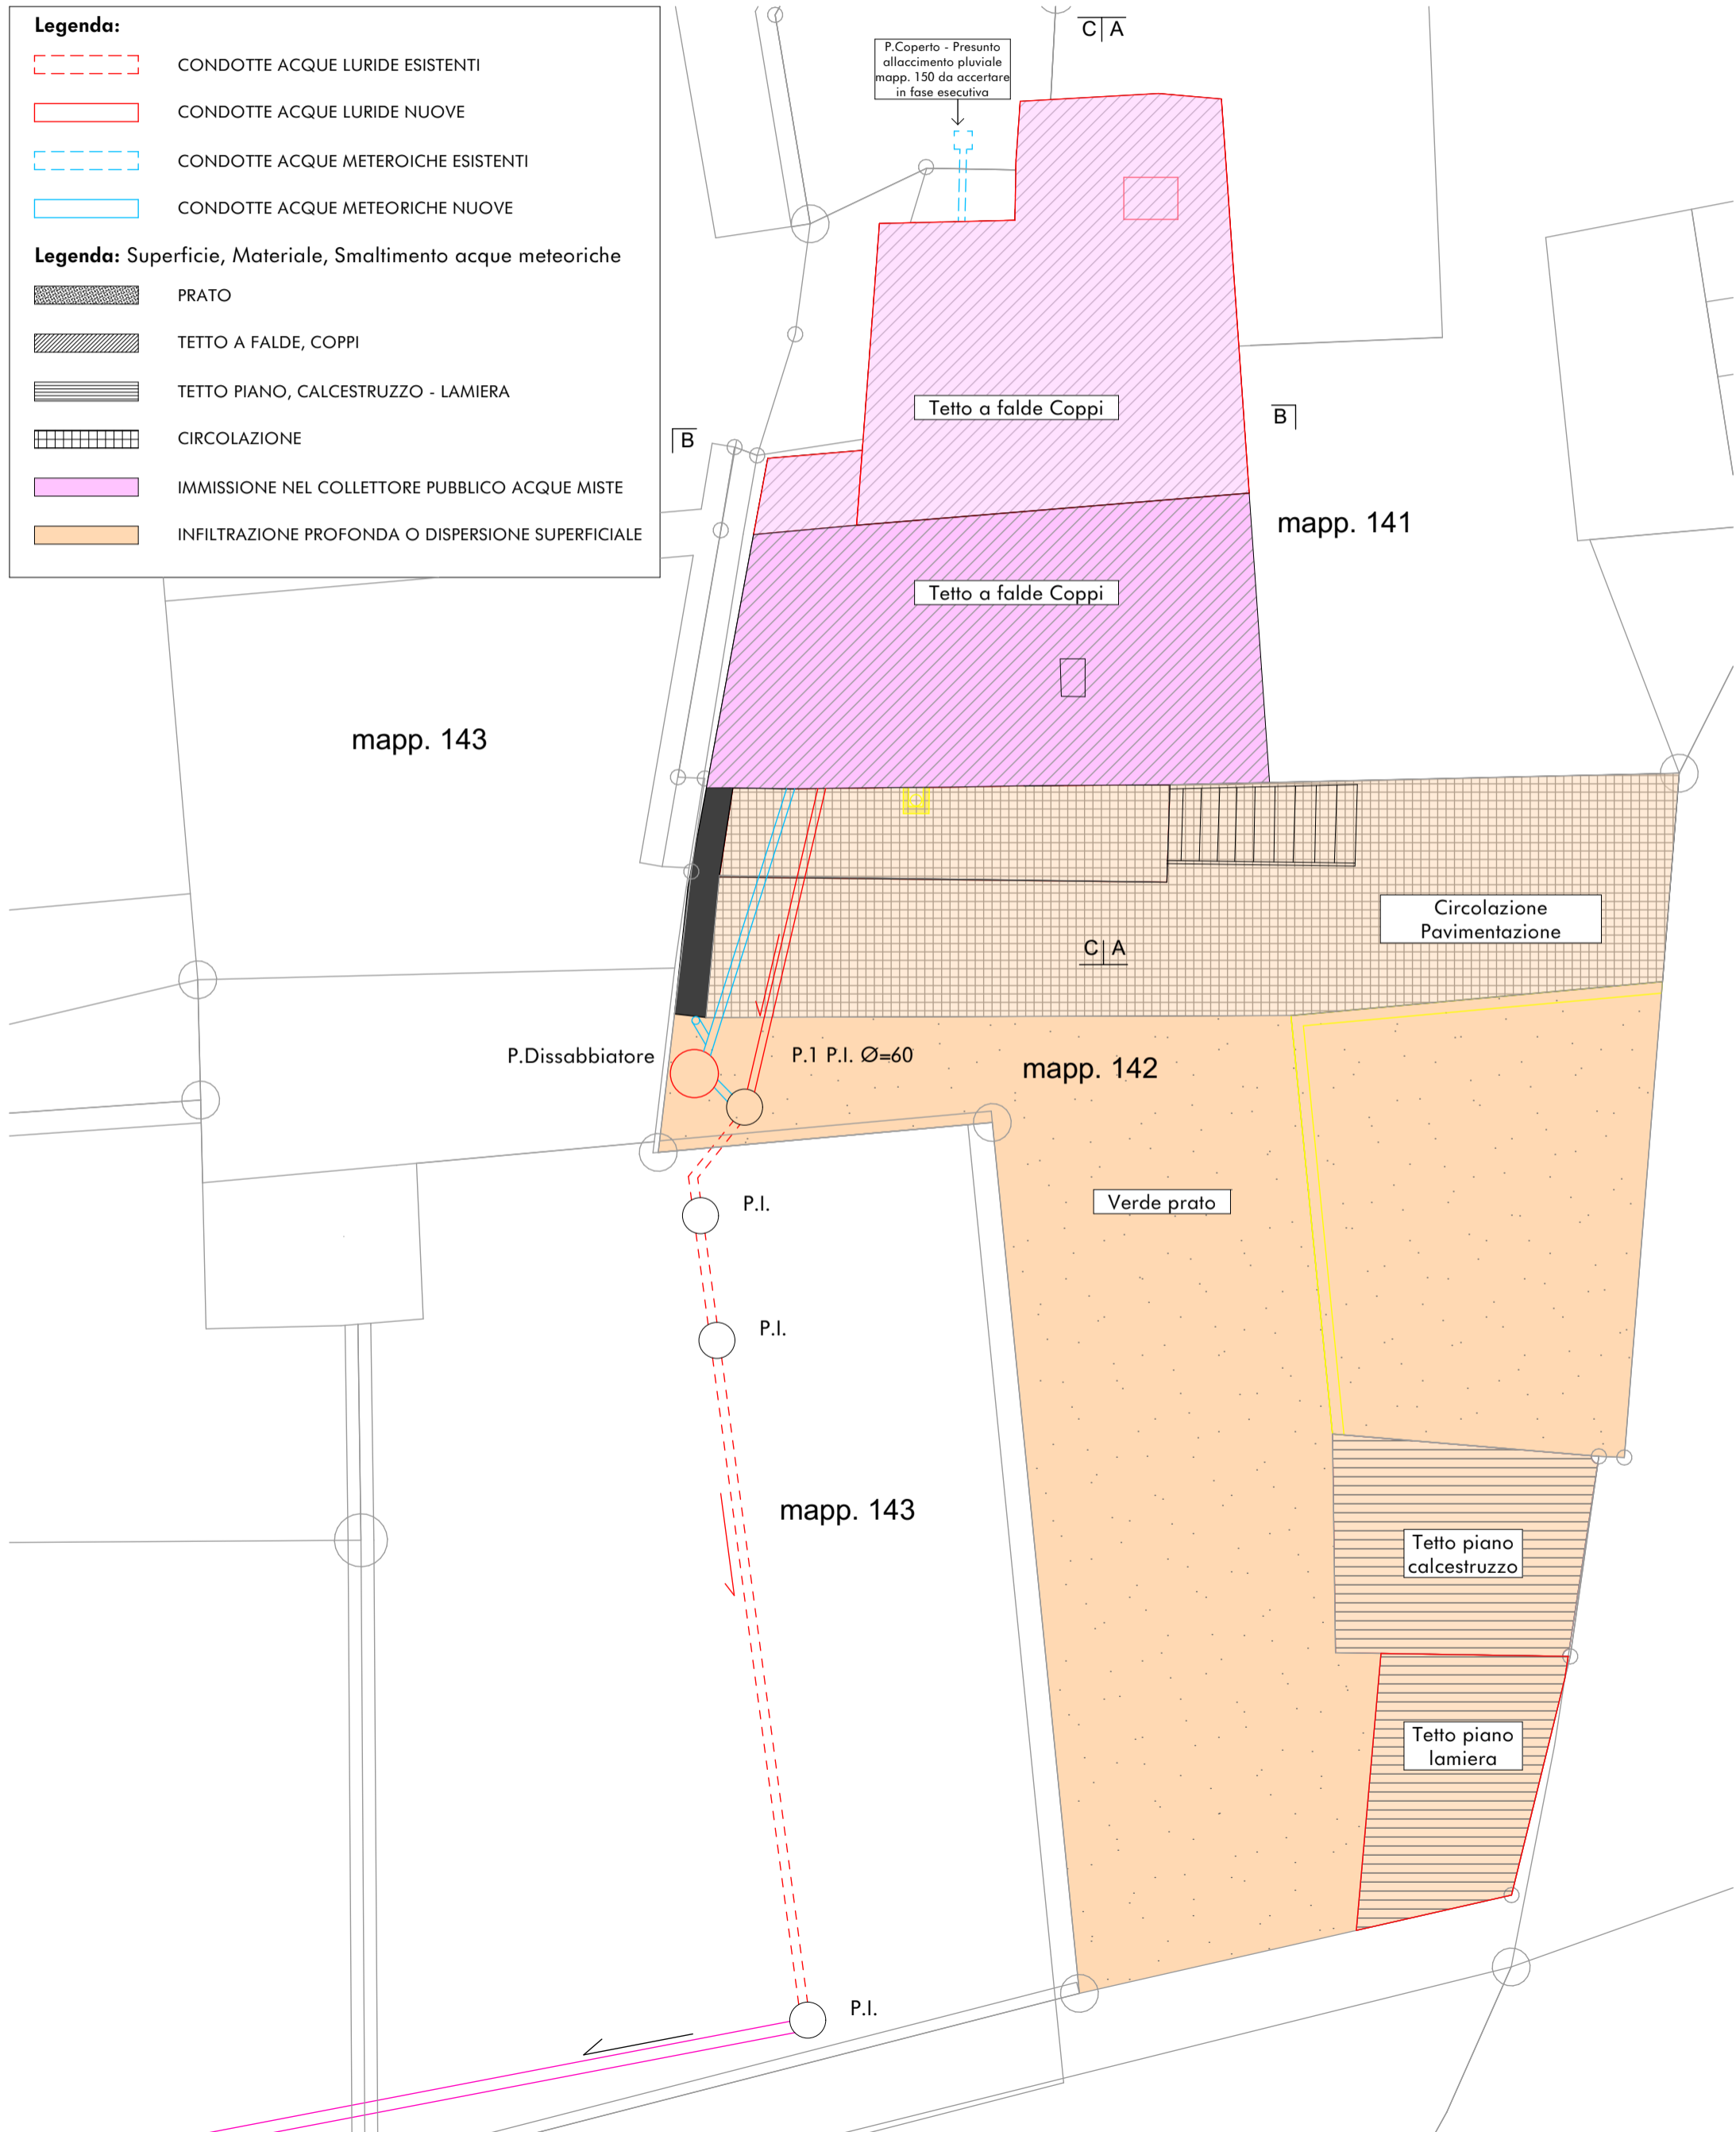 Legenda:
CONDOTTE ACQUE LURIDE ESISTENTI
CONDOTTE ACQUE LURIDE NUOVE
CONDOTTE ACQUE METEROICHE ESISTENTI
CONDOTTE ACQUE METEORICHE NUOVE
Legenda: Superficie, Materiale, Smaltimento acque meteoriche
PRATO
TETTO A FALDE, COPPI
TETTO PIANO, CALCESTRUZZO - LAMIERA
CIRCOLAZIONE
IMMISSIONE NEL COLLETTORE PUBBLICO ACQUE MISTE
INFILTRAZIONE PROFONDA O DISPERSIONE SUPERFICIALE
C A
P.Coperto - Presunto
allaccimento pluviale
mapp. 150 da accertare
in fase esecutiva
Tetto a falde Coppi
B
B
mapp. 141
Tetto a falde Coppi
mapp. 143
Circolazione
Pavimentazione
C A
P.Dissabbiatore
P.1 P.I. Ø=60
mapp. 142
Verde prato
P.I.
P.I.
mapp. 143
Tetto piano
calcestruzzo
Tetto piano
lamiera
P.I.